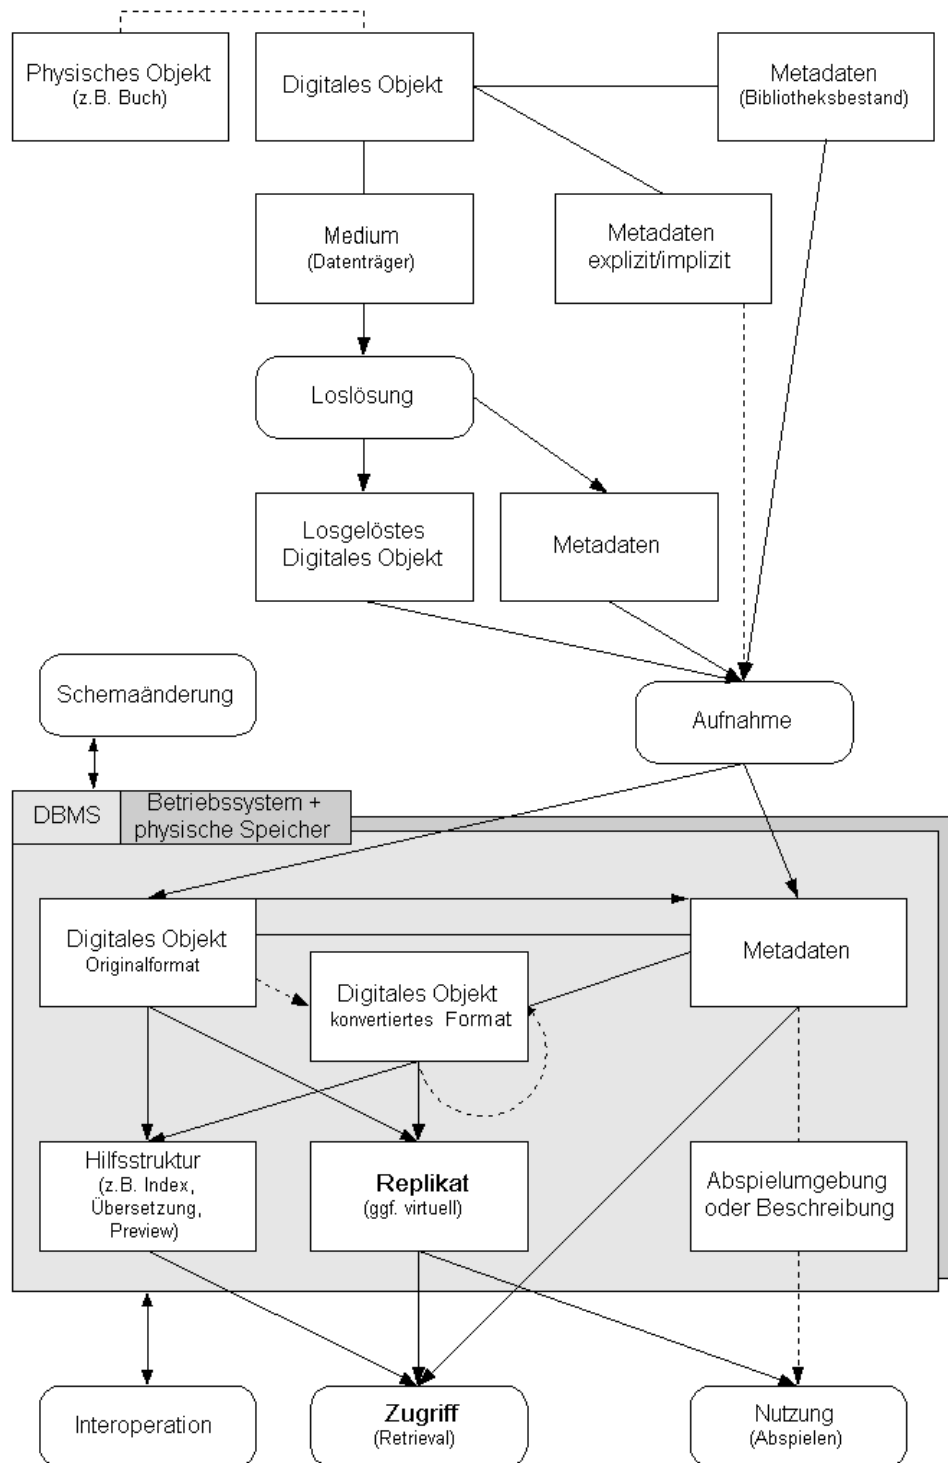 Physisches Objekt
(z.B. Buch)
Digitales Objekt
Metadaten
(Bibliotheksbestand)
Medium
(Datenträger)
Metadaten
explizit/implizit
Loslösung
Losgelöstes
Digitales Objekt
Metadaten
Schemaänderung
Aufnahme
DBMS
Betriebssystem +
physische Speicher
Digitales Objekt
Originalformat
Metadaten
Digitales Objekt
konvertiertes Format
Hilfsstruktur
(z.B. Index,
Übersetzung,
Preview)
Replikat
(ggf. virtuell)
Abspielumgebung
oder Beschreibung
Interoperation
Zugriff
(Retrieval)
Nutzung
(Abspielen)